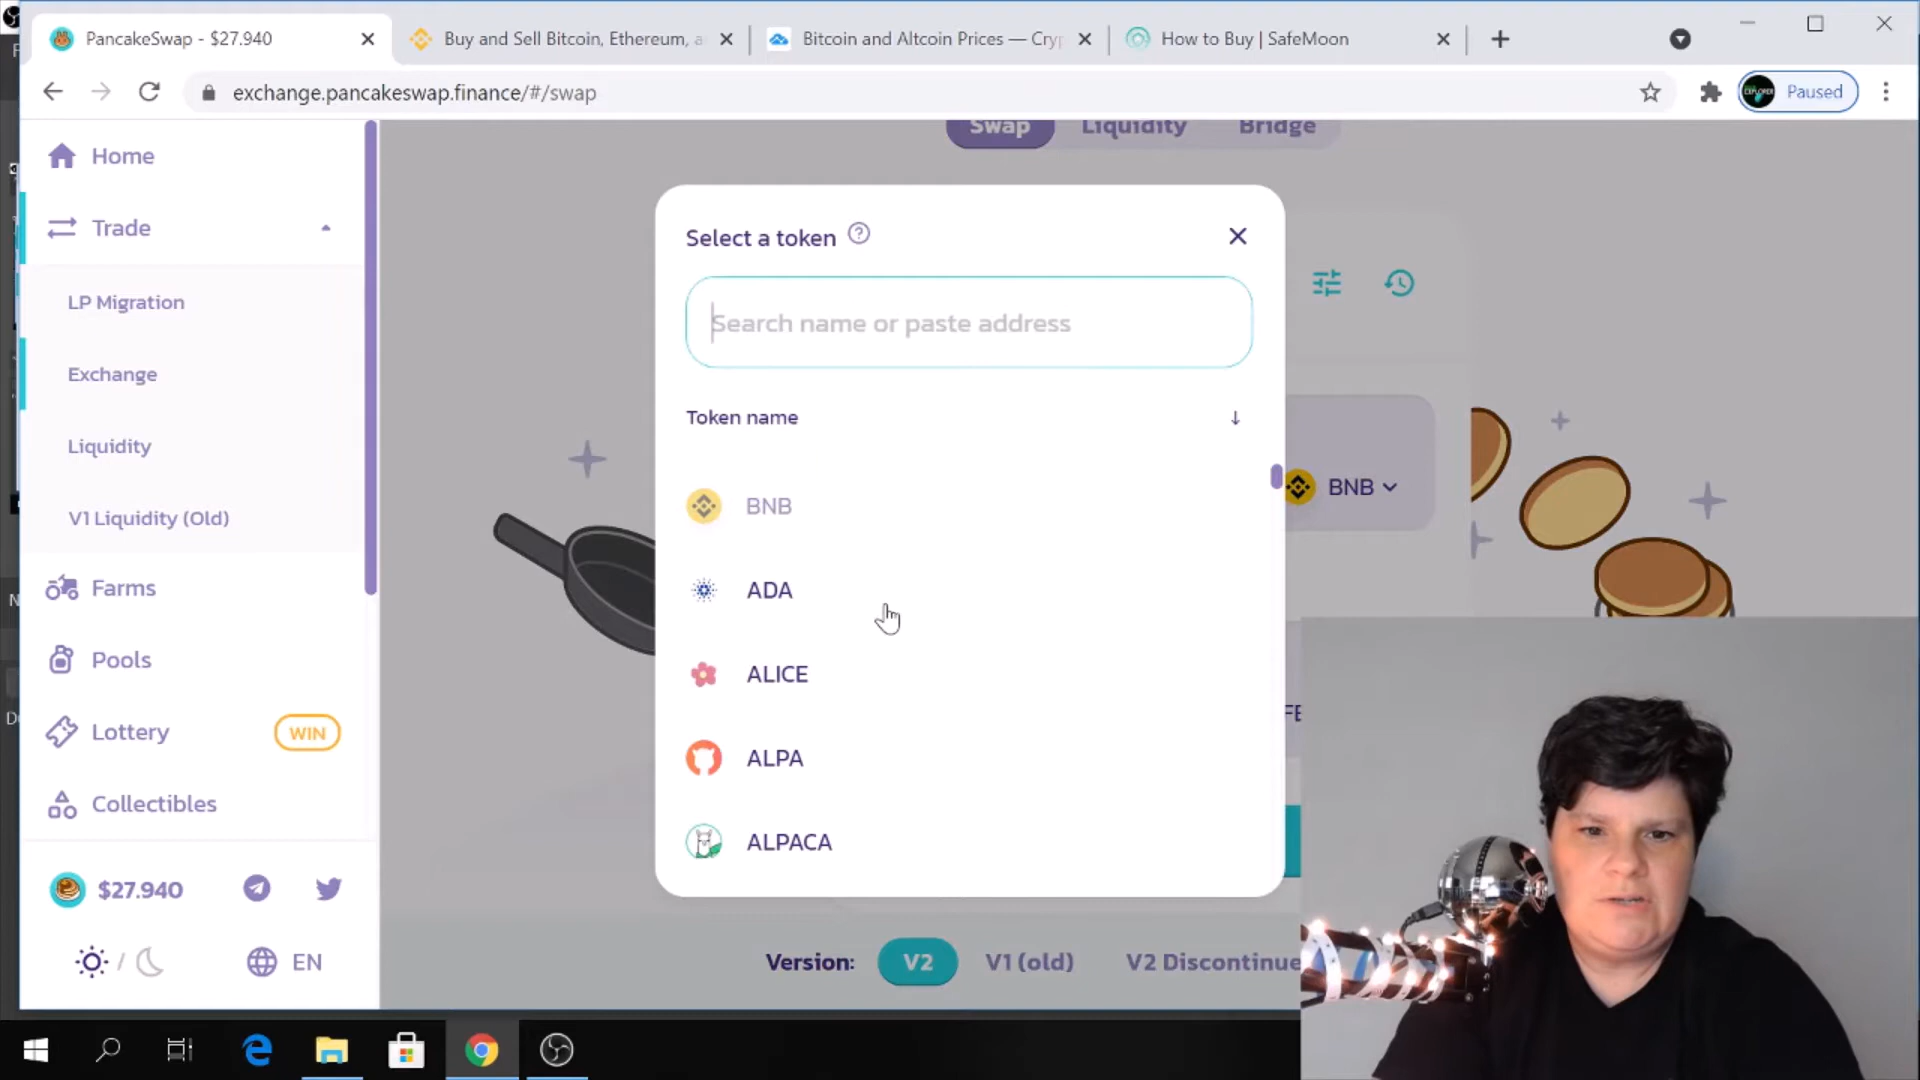 PancakeSwap - $27.940
Buy and Sell Bitcoin, Ethereum, a
Bitcoin and Altcoin Prices — Cryp
How to Buy | SafeMoon
exchange.pancakeswap.finance/#/swap
Paused
Home
Trade
LP Migration
Exchange
Liquidity
V1 Liquidity (Old)
Farms
Pools
Lottery
WIN
Collectibles
$27.940
EN
Swap
Liquidity
Bridge
Select a token
Search name or paste address
Token name
BNB
ADA
ALICE
ALPA
ALPACA
BNB
Version:
V2
V1 (old)
V2 Discontinue